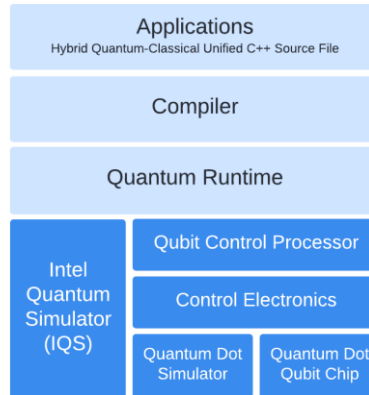 Applications
Hybrid Quantum-Classical Unified C++ Source File
Compiler
Quantum Runtime
Intel
Quantum
Simulator
(IQS)
Qubit Control Processor
Control Electronics
Quantum Dot
Simulator
Quantum Dot
Qubit Chip